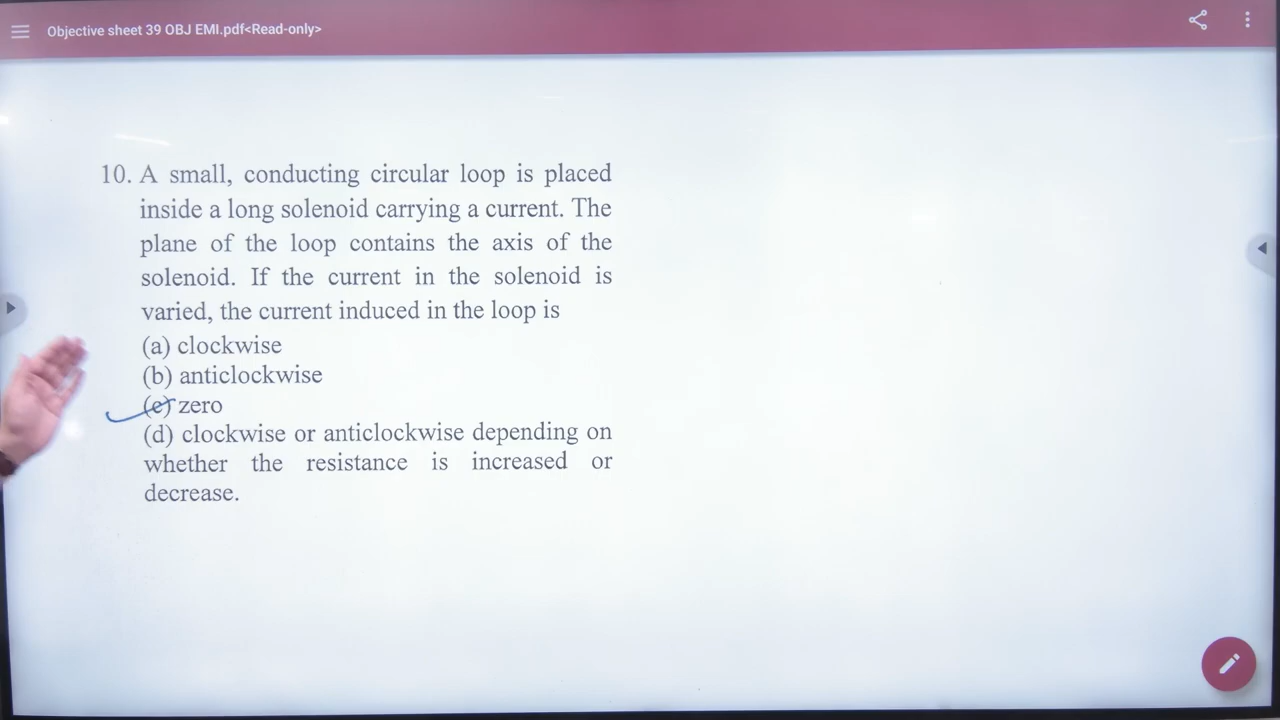 Objective sheet 39 OBJ EMI.pdf<Read-only>
10. A small, conducting circular loop is placed
inside a long solenoid carrying a current. The
plane of the loop contains the axis of the
solenoid. If the current in the solenoid is
varied, the current induced in the loop is
(a) clockwise
(b) anticlockwise
(c) zero
(d) clockwise or anticlockwise depending on
whether the resistance is increased or
decrease.